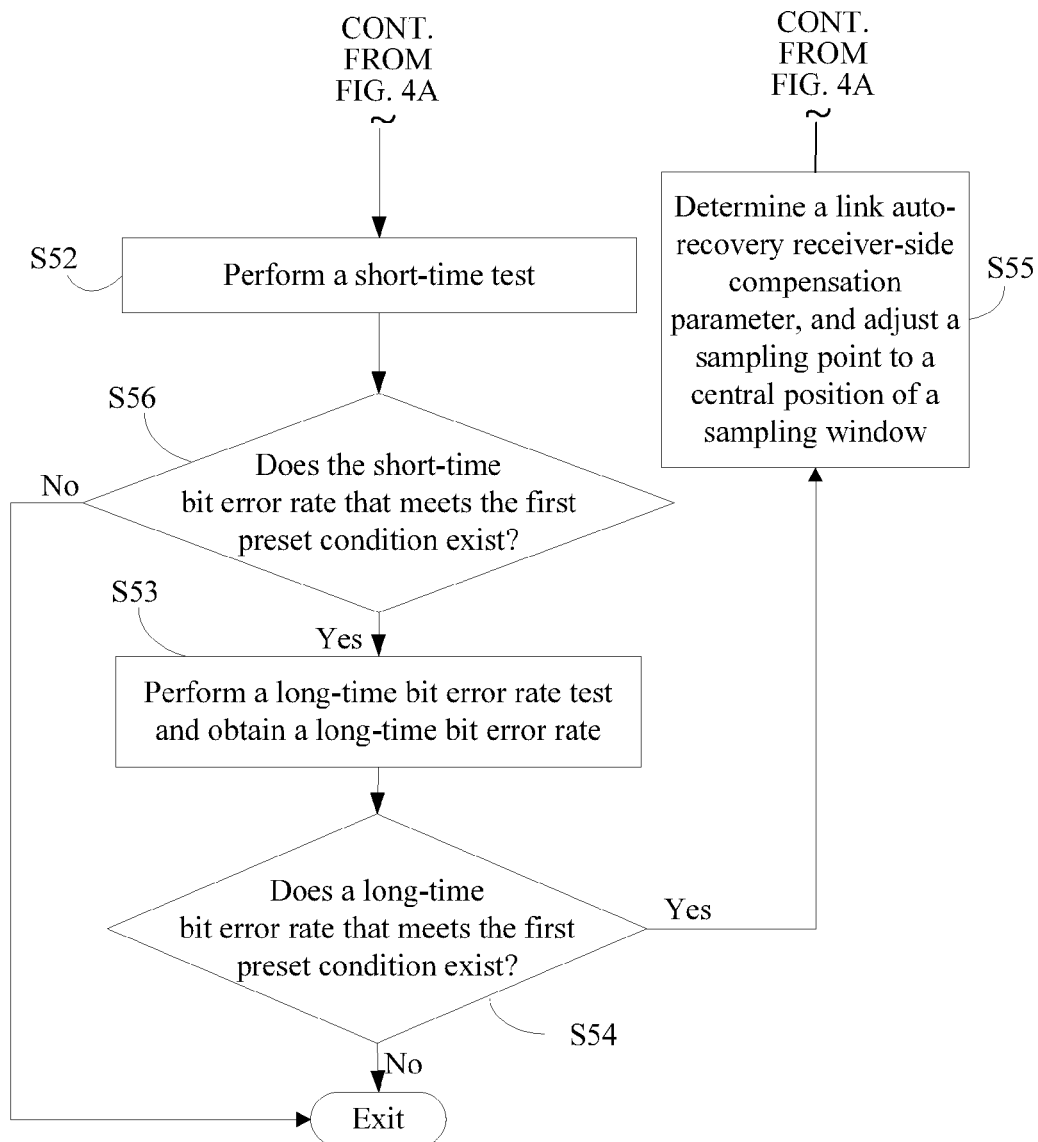 CONT.
FROM
FIG. 4A
~
CONT.
FROM
FIG. 4A
~
S52
Perform a short-time test
Determine a link auto-
recovery receiver-side
compensation
parameter, and adjust a
sampling point to a
central position of a
sampling window
S55
S56
Does the short-time
bit error rate that meets the first
preset condition exist?
No
Yes
S53
Perform a long-time bit error rate test
and obtain a long-time bit error rate
Does a long-time
bit error rate that meets the first
preset condition exist?
Yes
S54
No
Exit